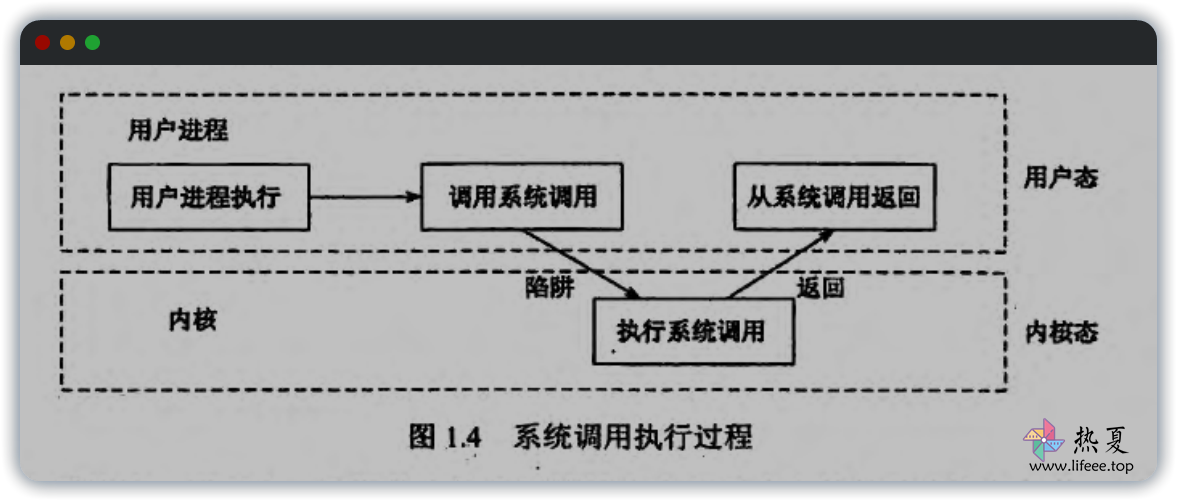 用户进程
用户进程执行
调用系统调用
从系统调用返回
用户态
陷阱
返回
内核
执行系统调用
内核态
图 1.4 系统调用执行过程
热夏
www.lifeee.top